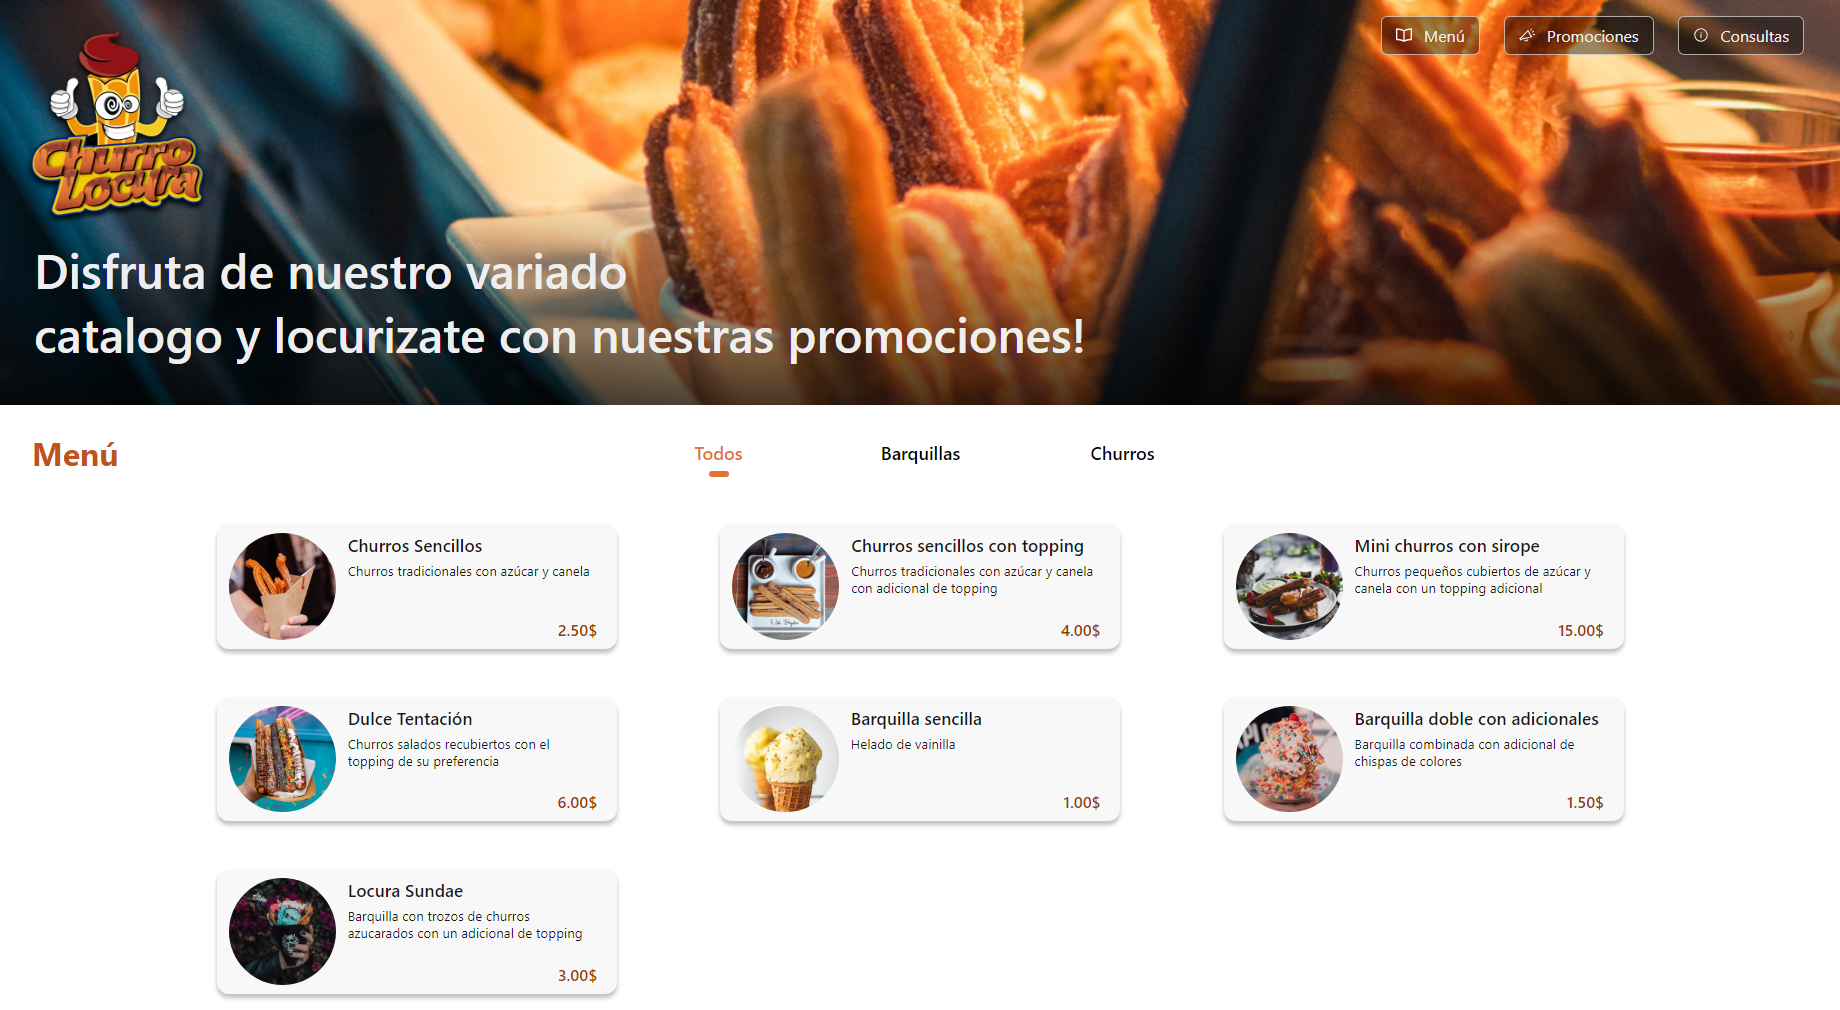 Menú
Promociones
Consultas
Churro
Locura
Disfruta de nuestro variado
catalogo y locurizate con nuestras promociones!
Menú
Todos
Barquillas
Churros
Churros Sencillos
Churros tradicionales con azúcar y canela
2.50$
Churros sencillos con topping
Churros tradicionales con azúcar y canela
con adicional de topping
4.00$
Mini churros con sirope
Churros pequeños cubiertos de azúcar y
canela con un topping adicional
15.00$
Dulce Tentación
Churros salados recubiertos con el
topping de su preferencia
6.00$
Barquilla sencilla
Helado de vainilla
1.00$
Barquilla doble con adicionales
Barquilla combinada con adicional de
chispas de colores
1.50$
Locura Sundae
Barquilla con trozos de churros
azucarados con un adicional de topping
3.00$